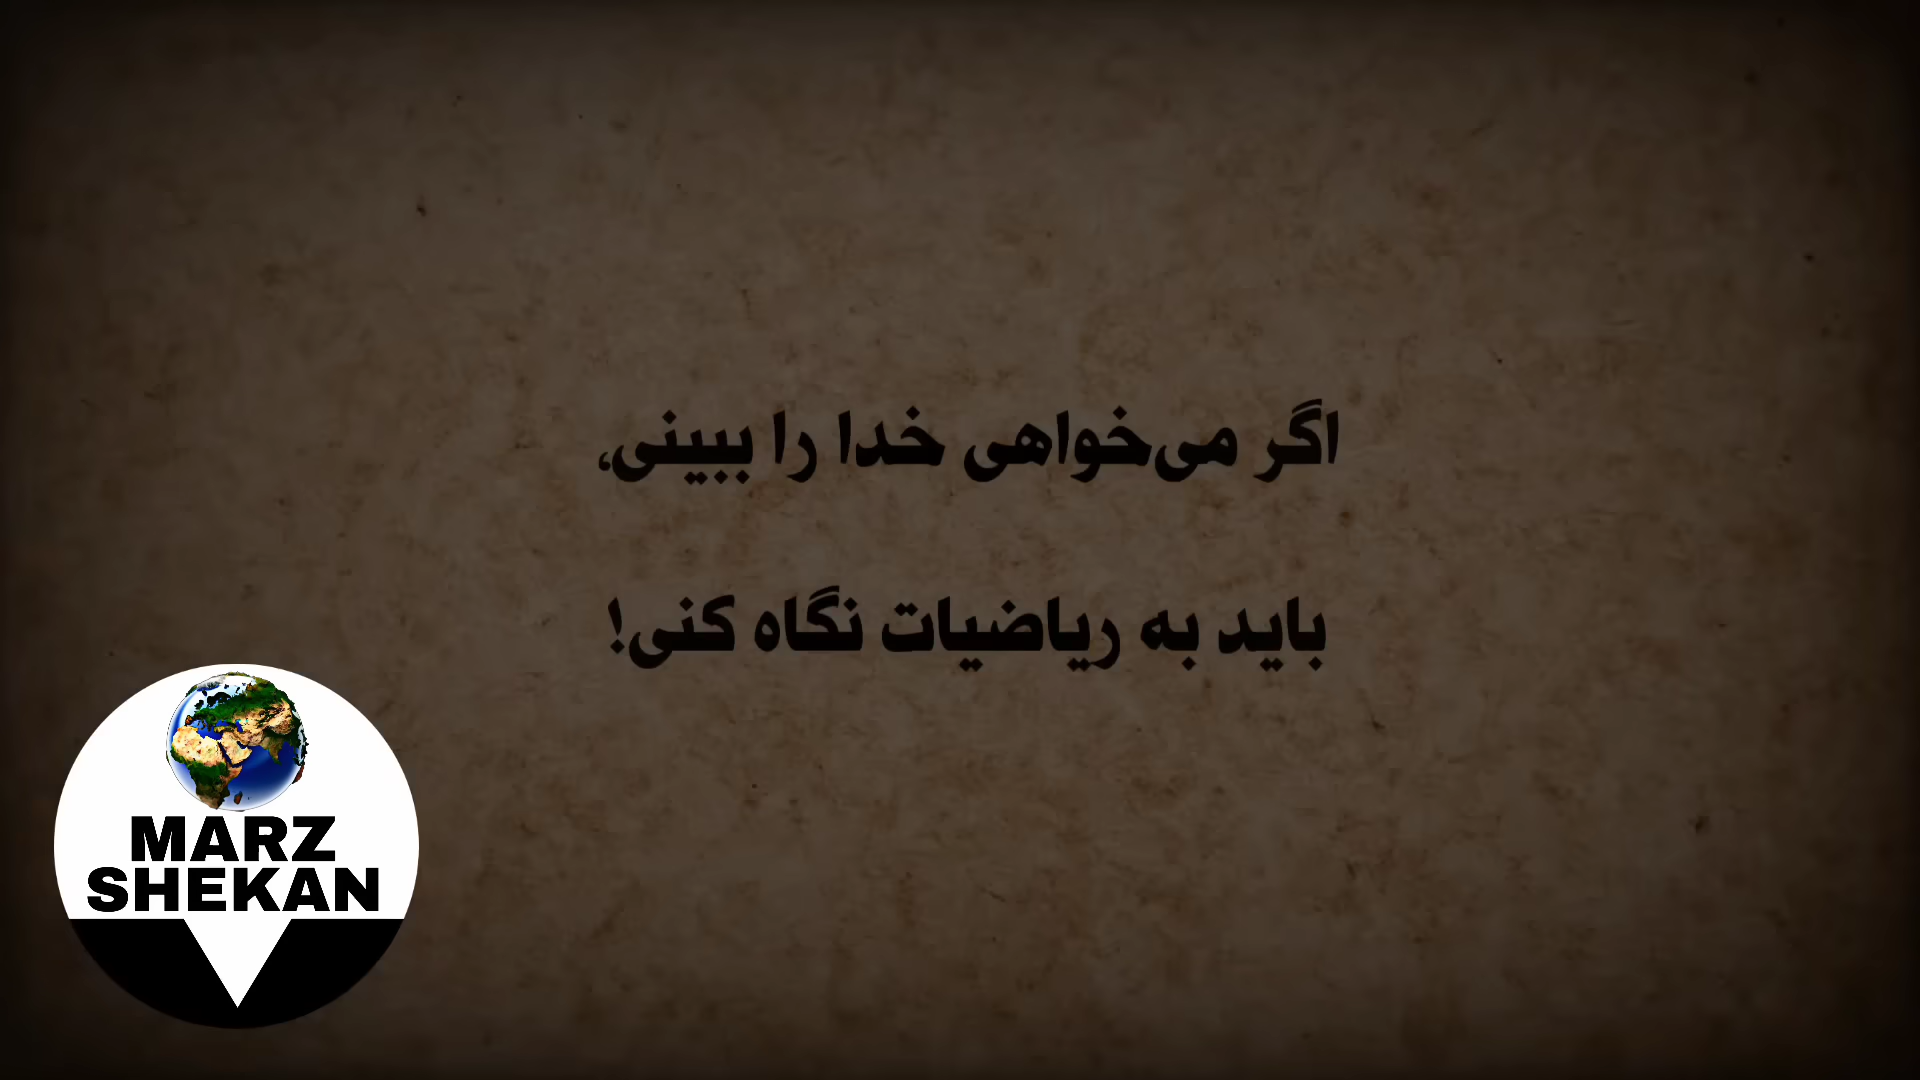 اگر می‌خواهی خدا را ببینی،
باید به ریاضیات نگاه کنی!
MARZ
SHEKAN